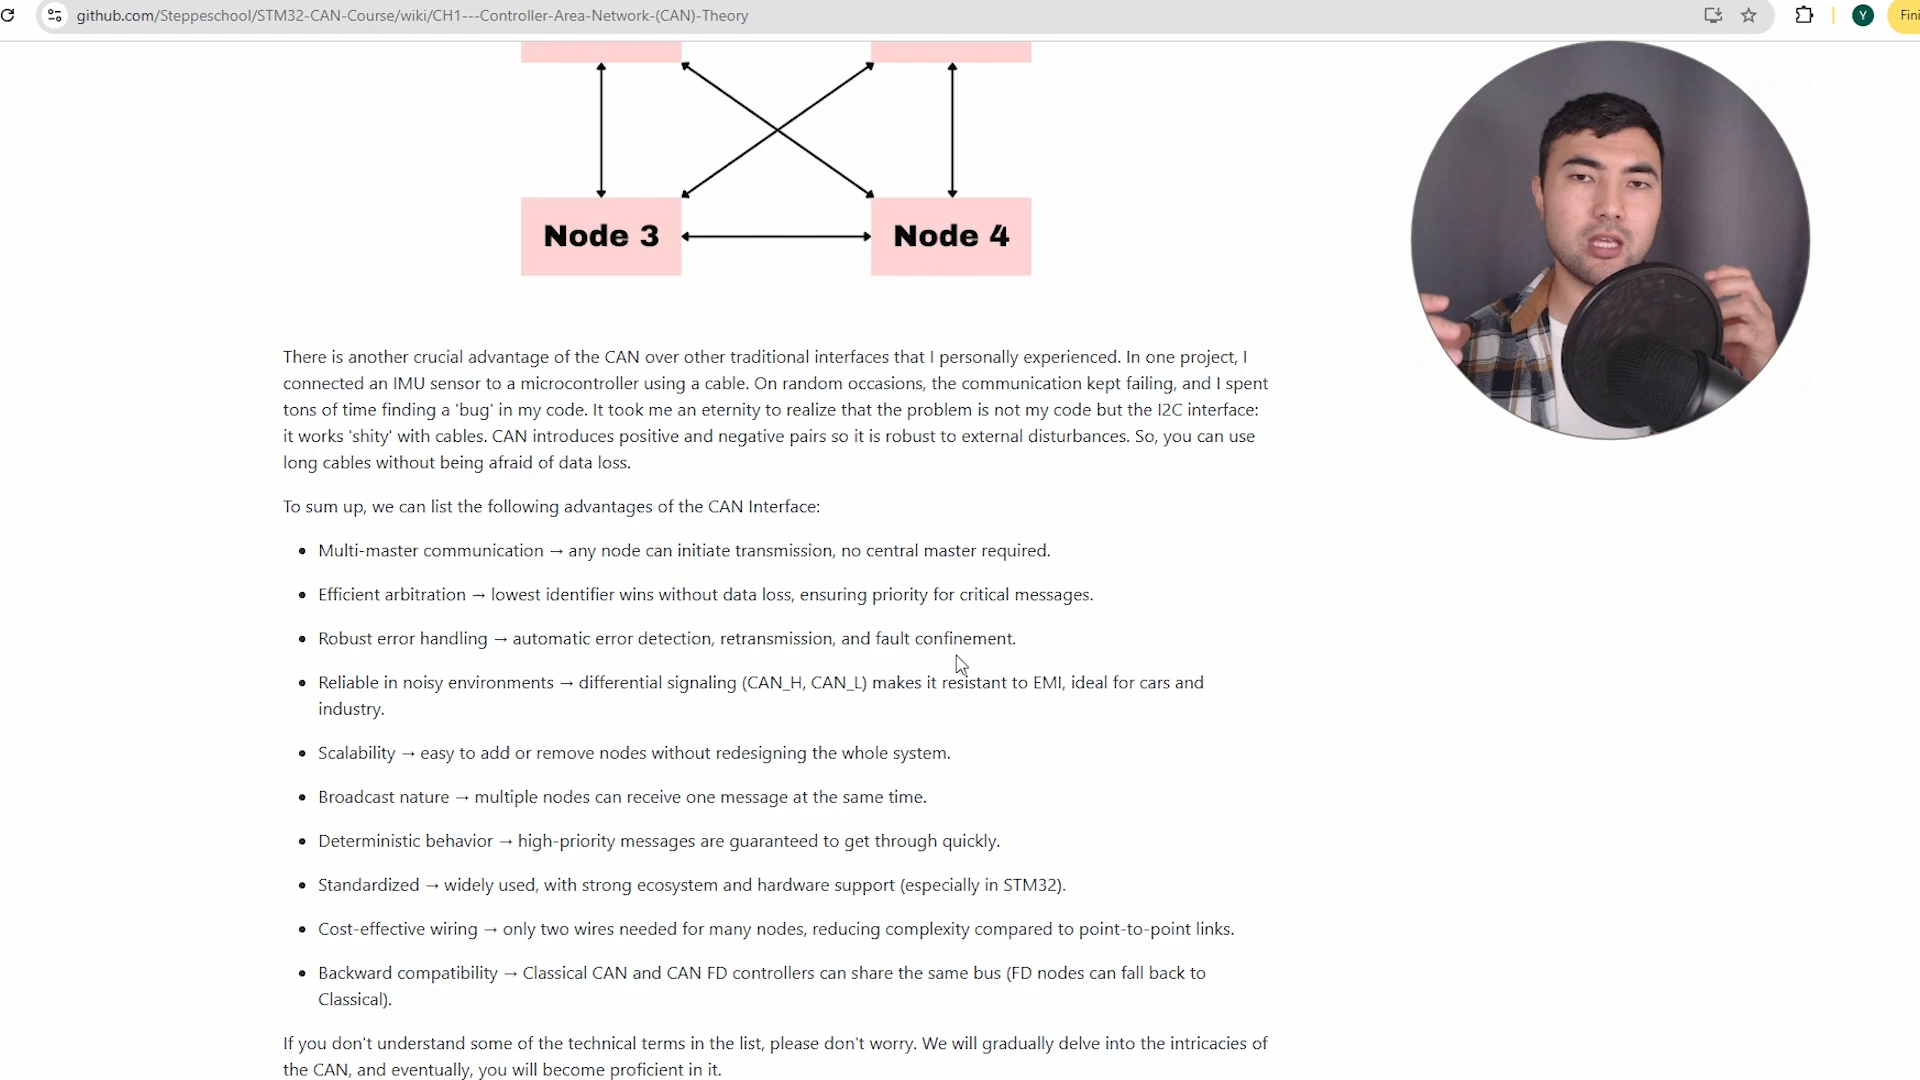 github.com/Steppeschool/STM32-CAN-Course/wiki/CH1---Controller-Area-Network-(CAN)-Theory
Y
Fini
Node 3
Node 4
There is another crucial advantage of the CAN over other traditional interfaces that I personally experienced. In one project, I
connected an IMU sensor to a microcontroller using a cable. On random occasions, the communication kept failing, and I spent
tons of time finding a 'bug' in my code. It took me an eternity to realize that the problem is not my code but the I2C interface:
it works 'shity' with cables. CAN introduces positive and negative pairs so it is robust to external disturbances. So, you can use
long cables without being afraid of data loss.
To sum up, we can list the following advantages of the CAN Interface:
• Multi-master communication → any node can initiate transmission, no central master required.
• Efficient arbitration → lowest identifier wins without data loss, ensuring priority for critical messages.
• Robust error handling → automatic error detection, retransmission, and fault confinement.
• Reliable in noisy environments → differential signaling (CAN_H, CAN_L) makes it resistant to EMI, ideal for cars and
industry.
• Scalability → easy to add or remove nodes without redesigning the whole system.
• Broadcast nature → multiple nodes can receive one message at the same time.
• Deterministic behavior → high-priority messages are guaranteed to get through quickly.
• Standardized → widely used, with strong ecosystem and hardware support (especially in STM32).
• Cost-effective wiring → only two wires needed for many nodes, reducing complexity compared to point-to-point links.
• Backward compatibility → Classical CAN and CAN FD controllers can share the same bus (FD nodes can fall back to
Classical).
If you don't understand some of the technical terms in the list, please don't worry. We will gradually delve into the intricacies of
the CAN, and eventually, you will become proficient in it.